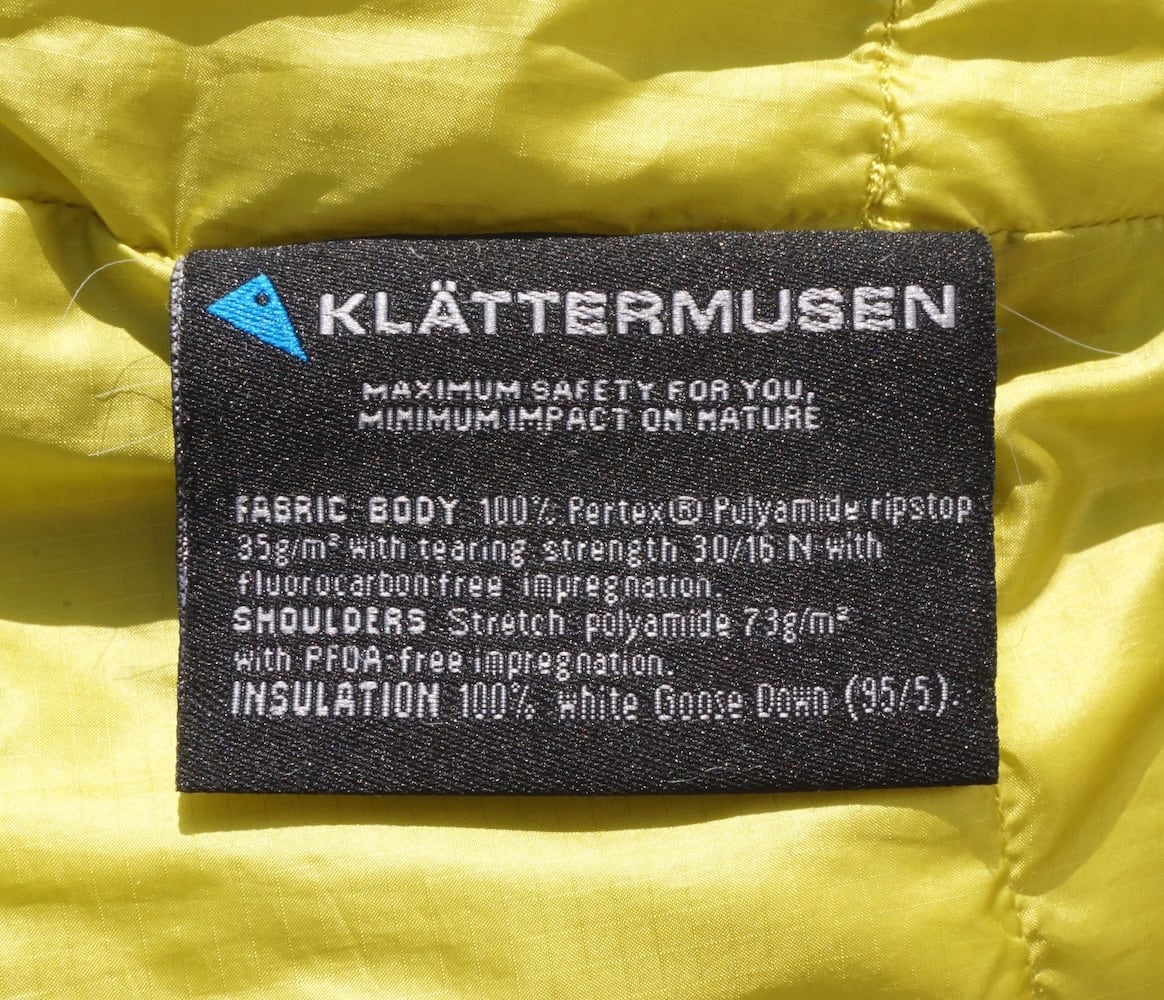 KLÄTTERMUSEN
MAXIMUM SAFETY FOR YOU,
MINIMUM IMPACT ON NATURE
FABRIC BODY 100% Pertex® Polyamide ripstop
35g/m² with tearing strength 30/16 N with
fluorocarbon free impregnation.
SHOULDERS Stretch polyamide 73g/m²
with PFOA-free impregnation.
INSULATION 100% white Goose Down (95/5).